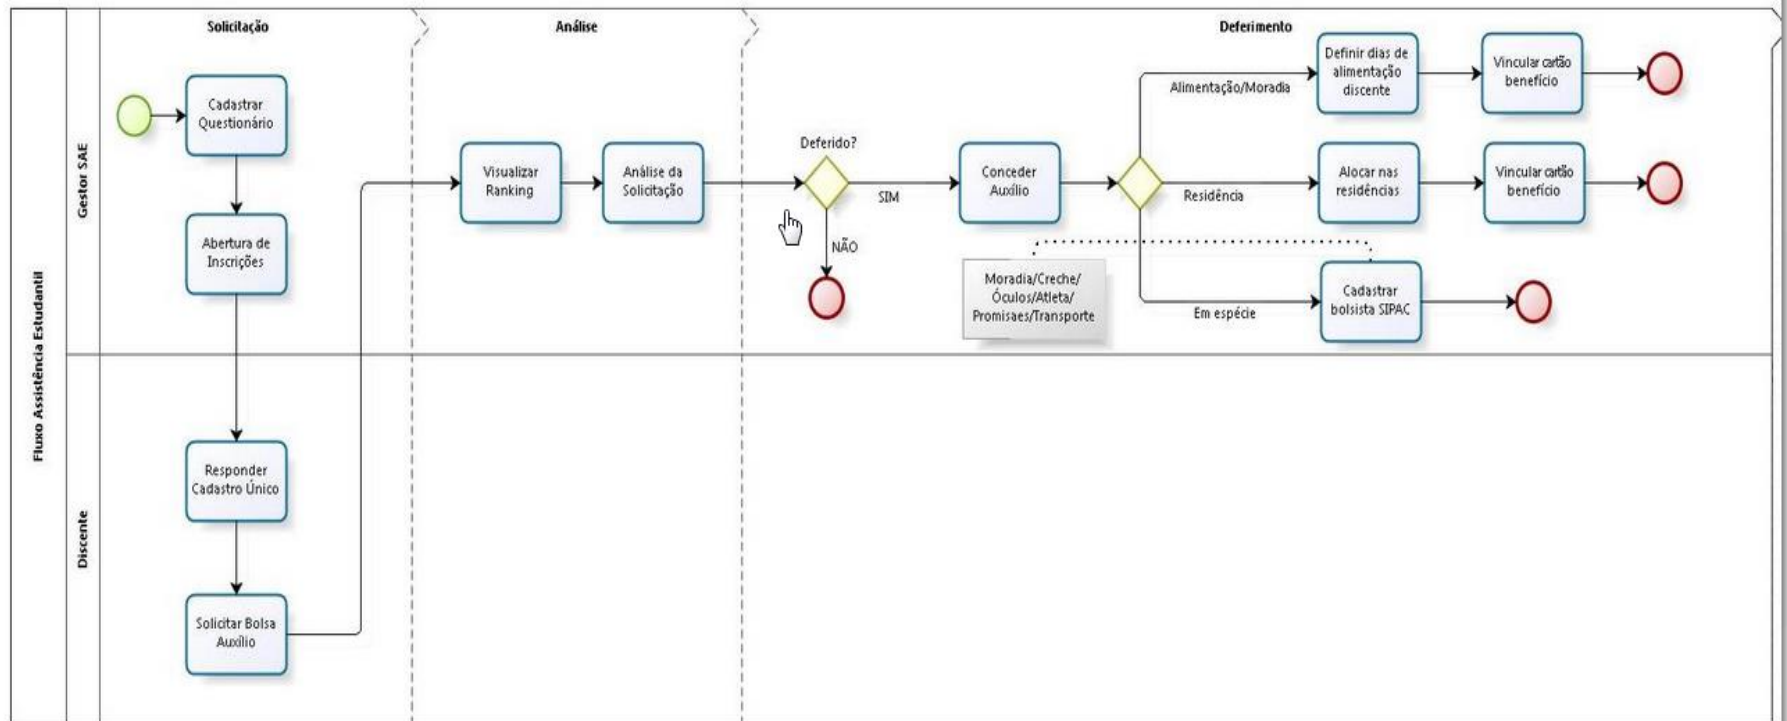 Solicitação
Análise
Deferimento
Fluxo Assistência Estudantil
Gestor SAE
Discente
Cadastrar
Questionário
Abertura de
Inscrições
Responder
Cadastro Único
Solicitar Bolsa
Auxílio
Visualizar
Ranking
Análise da
Solicitação
Deferido?
SIM
NÃO
Conceder
Auxílio
Alimentação/Moradia
Definir dias de
alimentação
discente
Vincular cartão
benefício
Residência
Alocar nas
residências
Vincular cartão
benefício
Moradia/Creche/
Óculos/Atleta/
Promisaes/Transporte
Em espécie
Cadastrar
bolsista SIPAC